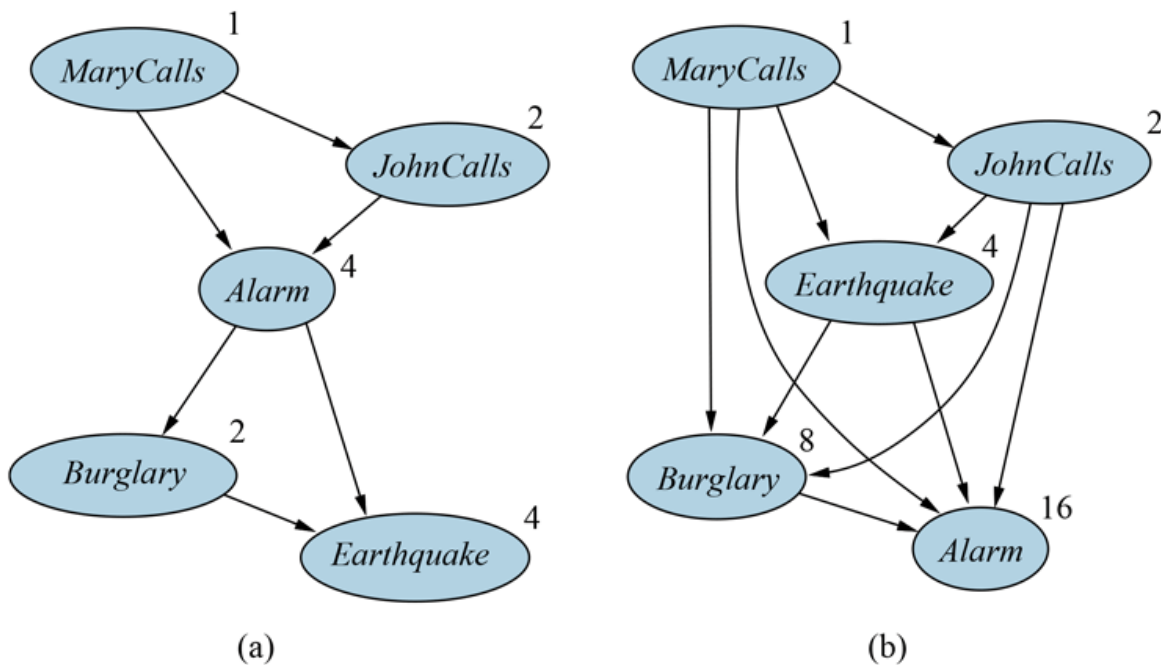 1
MaryCalls
2
JohnCalls
4
Alarm
2
Burglary
4
Earthquake
(a)
1
MaryCalls
2
JohnCalls
4
Earthquake
8
Burglary
16
Alarm
(b)